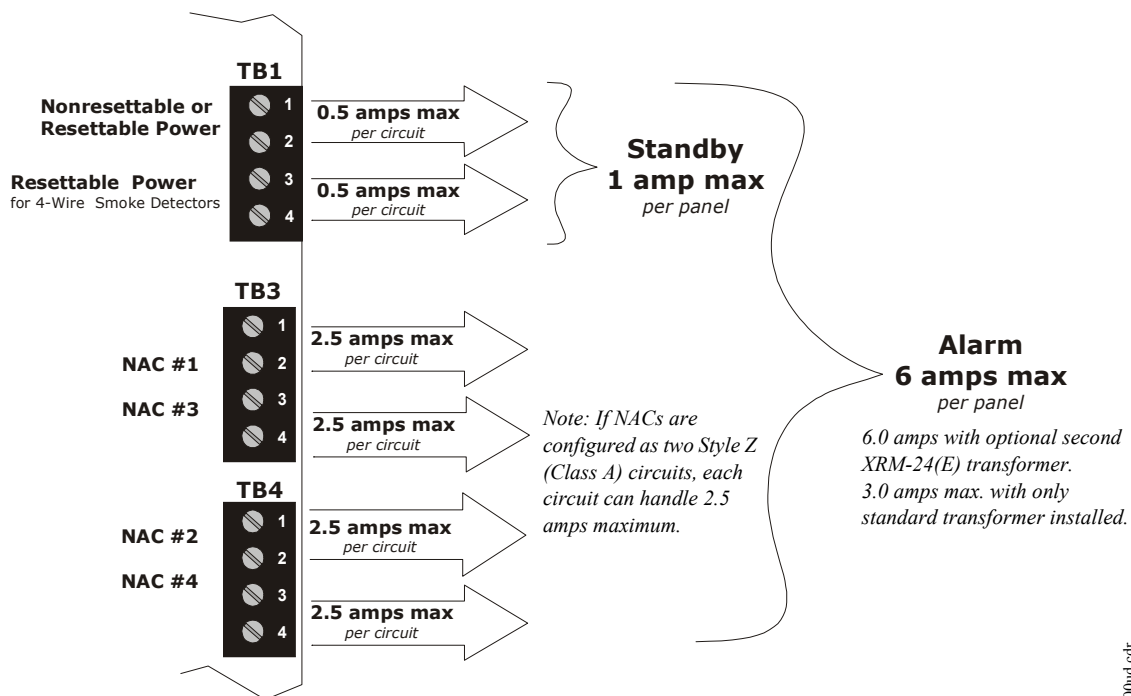 TB1
Nonresettable or
Resettable Power
1
2
0.5 amps max
per circuit
Resettable Power
for 4-Wire Smoke Detectors
3
4
0.5 amps max
per circuit
Standby
1 amp max
per panel
TB3
NAC #1
1
2
2.5 amps max
per circuit
NAC #3
3
4
2.5 amps max
per circuit
TB4
NAC #2
1
2
2.5 amps max
per circuit
NAC #4
3
4
2.5 amps max
per circuit
Note: If NACs are
configured as two Style Z
(Class A) circuits, each
circuit can handle 2.5
amps maximum.
Alarm
6 amps max
per panel
6.0 amps with optional second
XRM-24(E) transformer.
3.0 amps max. with only
standard transformer installed.